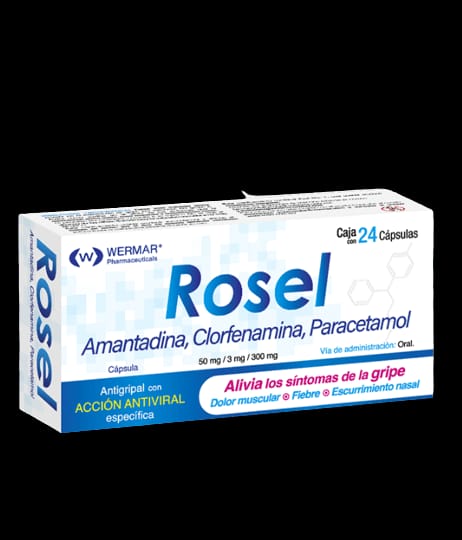 WERMAR®
Pharmaceuticals
Caja con 24 Cápsulas
Rosel
Amantadina, Clorfenamina, Paracetamol
Cápsula
50 mg / 3 mg / 300 mg
Vía de administración: Oral.
Antigripal con
ACCIÓN ANTIVIRAL
específica
Alivia los síntomas de la gripe
Dolor muscular Fiebre Escurrimiento nasal
Rosel
Amantadina, Clorfenamina, Paracetamol